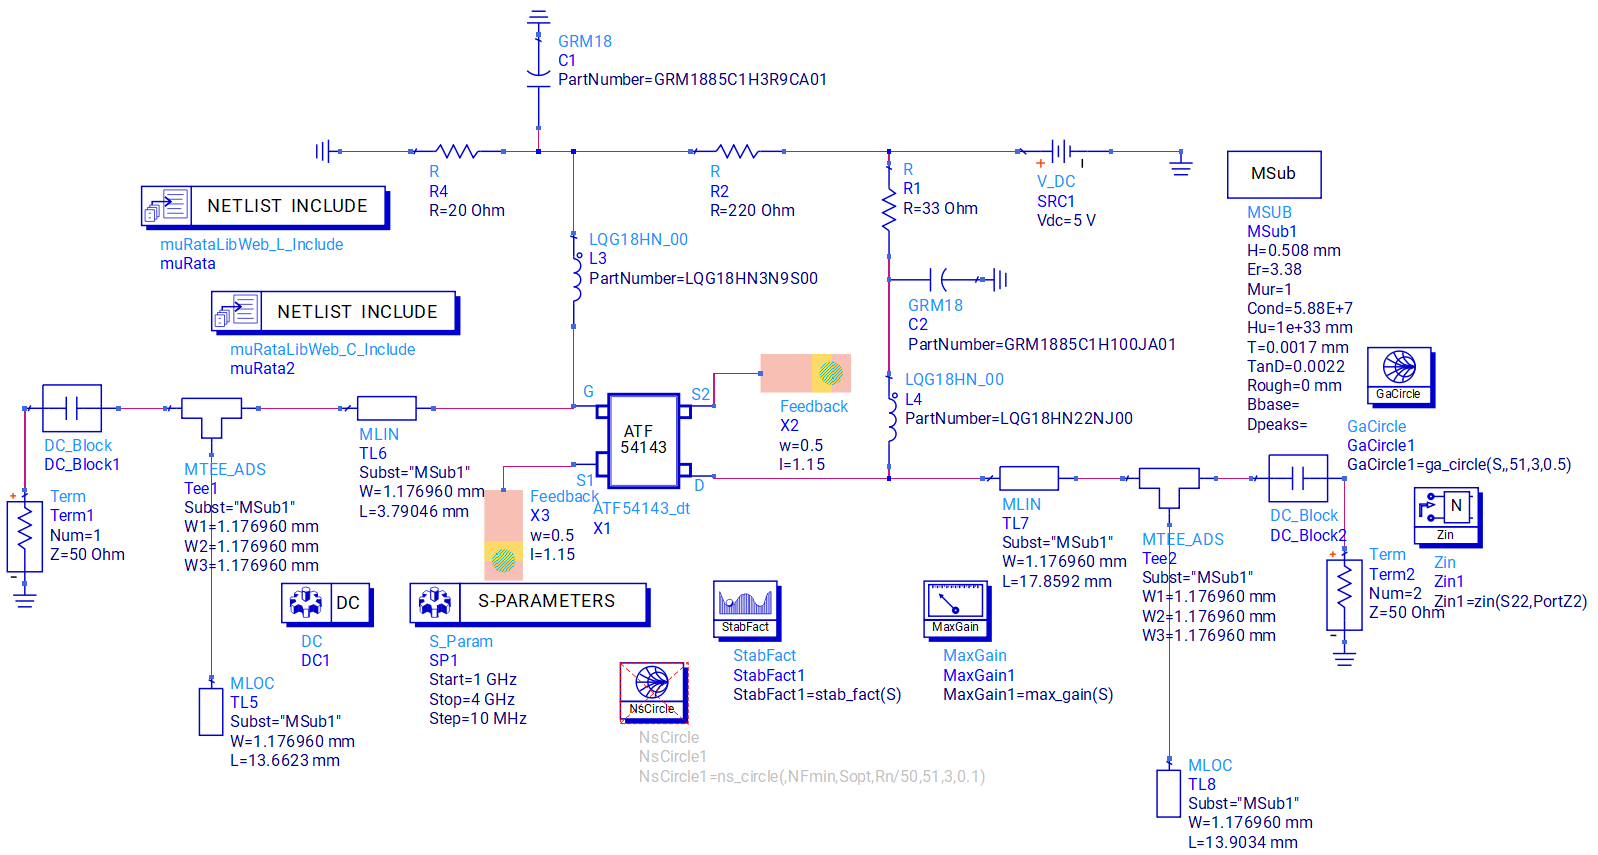 GRM18
C1
PartNumber=GRM1885C1H3R9CA01
R
R4
R=20 Ohm
R
R2
R=220 Ohm
R
R1
R=33 Ohm
+
V_DC
SRC1
Vdc=5 V
MSub
MSUB
MSub1
H=0.508 mm
Er=3.38
Mur=1
Cond=5.88E+7
Hu=1e+33 mm
T=0.0017 mm
TanD=0.0022
Rough=0 mm
Bbase=
Dpeaks=
NETLIST INCLUDE
muRataLibWeb_L_Include
muRata
NETLIST INCLUDE
muRataLibWeb_C_Include
muRata2
LQG18HN_00
L3
PartNumber=LQG18HN3N9S00
GRM18
C2
PartNumber=GRM1885C1H100JA01
LQG18HN_00
L4
PartNumber=LQG18HN22NJ00
GaCircle
GaCircle
GaCircle1
GaCircle1=ga_circle(S,,51,3,0.5)
DC_Block
DC_Block1
MTEE_ADS
Tee1
Subst="MSub1"
W1=1.176960 mm
W2=1.176960 mm
W3=1.176960 mm
MLIN
TL6
Subst="MSub1"
W=1.176960 mm
L=3.79046 mm
G
S2
S1
D
ATF
54143
ATF54143_dt
X1
Feedback
X2
w=0.5
l=1.15
Feedback
X3
w=0.5
l=1.15
+
Term
Term1
Num=1
Z=50 Ohm
-
MLIN
TL7
Subst="MSub1"
W=1.176960 mm
L=17.8592 mm
MTEE_ADS
Tee2
Subst="MSub1"
W1=1.176960 mm
W2=1.176960 mm
W3=1.176960 mm
DC_Block
DC_Block2
+
Term
Term2
Num=2
Z=50 Ohm
-
N
Zin
Zin
Zin1
Zin1=zin(S22,PortZ2)
DC
DC
DC1
S-PARAMETERS
S_Param
SP1
Start=1 GHz
Stop=4 GHz
Step=10 MHz
StabFact
StabFact
StabFact1
StabFact1=stab_fact(S)
MaxGain
MaxGain
MaxGain1
MaxGain1=max_gain(S)
NsCircle
NsCircle
NsCircle1
NsCircle1=ns_circle(,NFmin,Sopt,Rn/50,51,3,0.1)
MLOC
TL5
Subst="MSub1"
W=1.176960 mm
L=13.6623 mm
MLOC
TL8
Subst="MSub1"
W=1.176960 mm
L=13.9034 mm